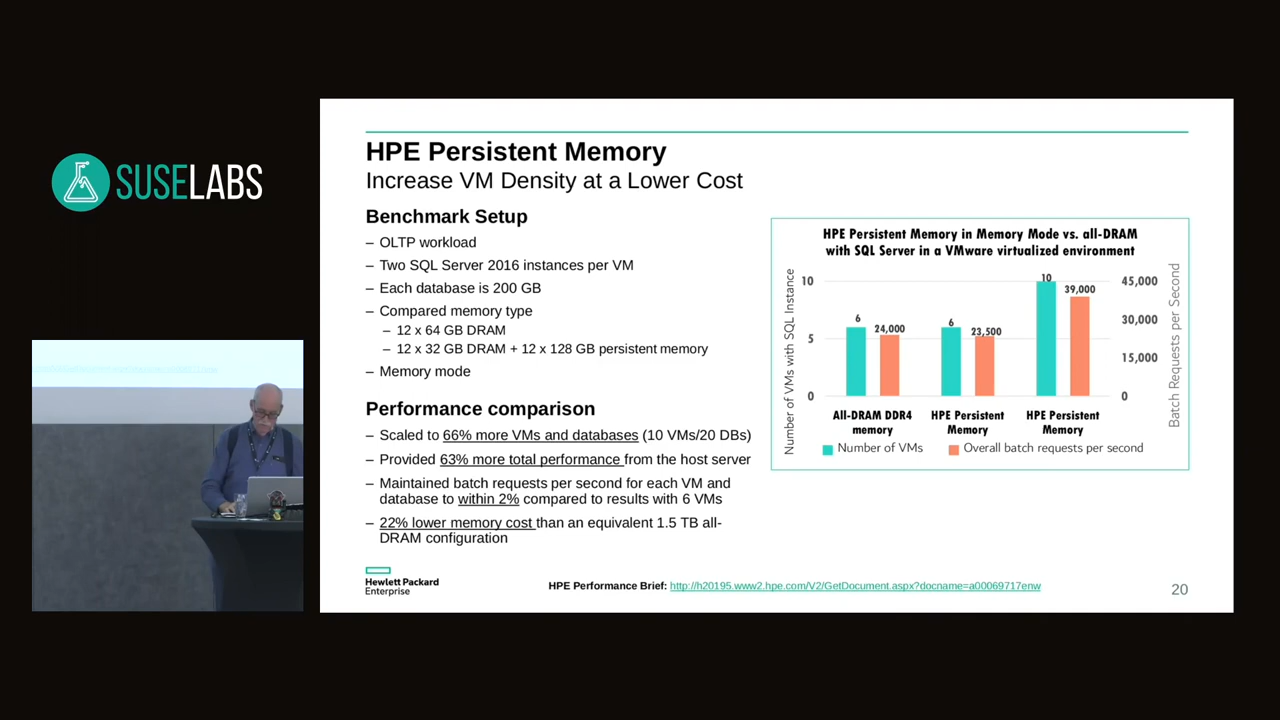 SUSELABS
HPE Persistent Memory
Increase VM Density at a Lower Cost
Benchmark Setup
– OLTP workload
– Two SQL Server 2016 instances per VM
– Each database is 200 GB
– Compared memory type
– 12 x 64 GB DRAM
– 12 x 32 GB DRAM + 12 x 128 GB persistent memory
– Memory mode
Performance comparison
– Scaled to 66% more VMs and databases (10 VMs/20 DBs)
– Provided 63% more total performance from the host server
– Maintained batch requests per second for each VM and
database to within 2% compared to results with 6 VMs
– 22% lower memory cost than an equivalent 1.5 TB all-
DRAM configuration
HPE Persistent Memory in Memory Mode vs. all-DRAM
with SQL Server in a VMware virtualized environment
Number of VMs with SQL Instance
10
5
0
6
24,000
6
23,500
10
39,000
45,000
30,000
15,000
0
Batch Requests per Second
All-DRAM DDR4
memory
HPE Persistent
Memory
HPE Persistent
Memory
Number of VMs
Overall batch requests per second
Hewlett Packard
Enterprise
HPE Performance Brief: http://h20195.www2.hpe.com/V2/GetDocument.aspx?docname=a00069717enw
20